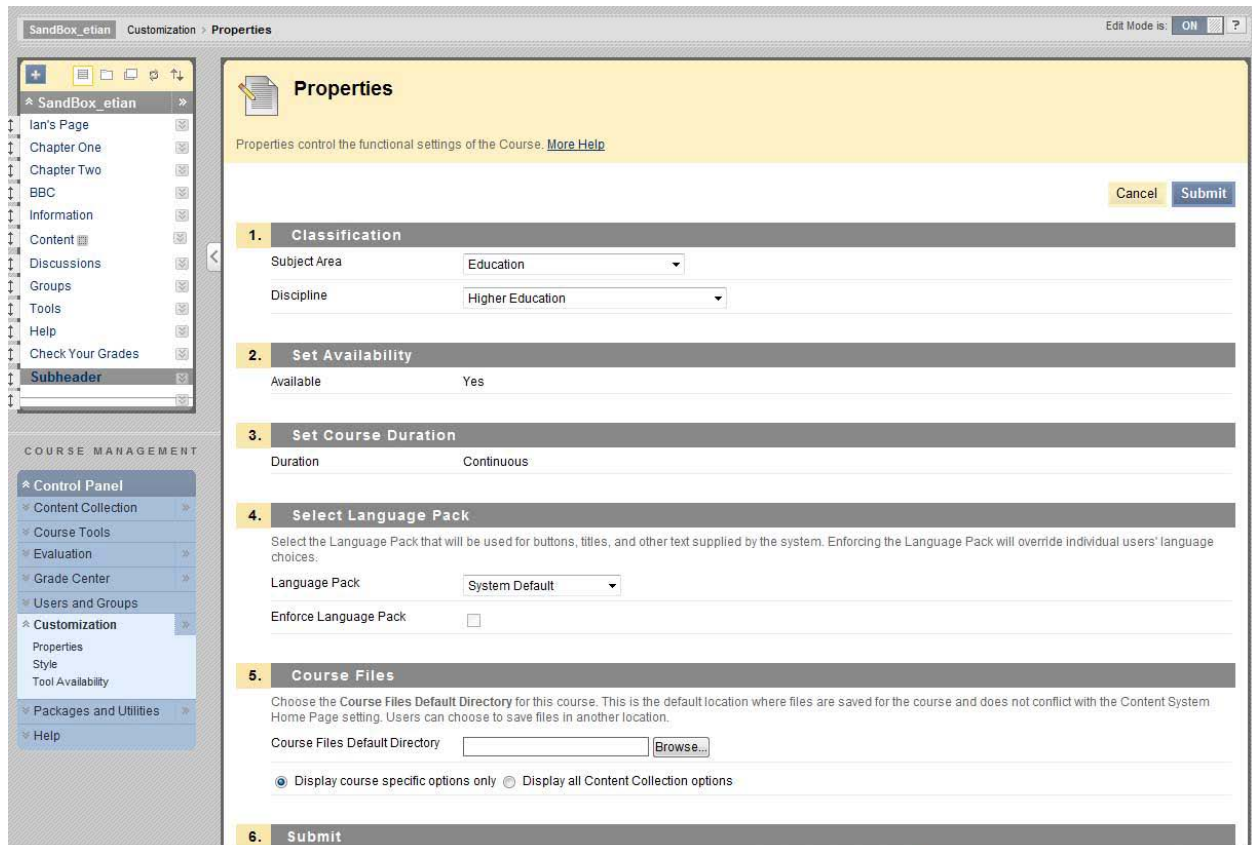 SandBox_etian Customization > Properties
Edit Mode is: ON ?
SandBox_etian
Ian's Page
Chapter One
Chapter Two
BBC
Information
Content
Discussions
Groups
Tools
Help
Check Your Grades
Subheader
COURSE MANAGEMENT
Control Panel
Content Collection
Course Tools
Evaluation
Grade Center
Users and Groups
Customization
Properties
Style
Tool Availability
Packages and Utilities
Help
Properties
Properties control the functional settings of the Course. More Help
Cancel Submit
1. Classification
Subject Area Education
Discipline Higher Education
2. Set Availability
Available Yes
3. Set Course Duration
Duration Continuous
4. Select Language Pack
Select the Language Pack that will be used for buttons, titles, and other text supplied by the system. Enforcing the Language Pack will override individual users' language
choices.
Language Pack System Default
Enforce Language Pack
5. Course Files
Choose the Course Files Default Directory for this course. This is the default location where files are saved for the course and does not conflict with the Content System
Home Page setting. Users can choose to save files in another location.
Course Files Default Directory Browse...
Display course specific options only Display all Content Collection options
6. Submit